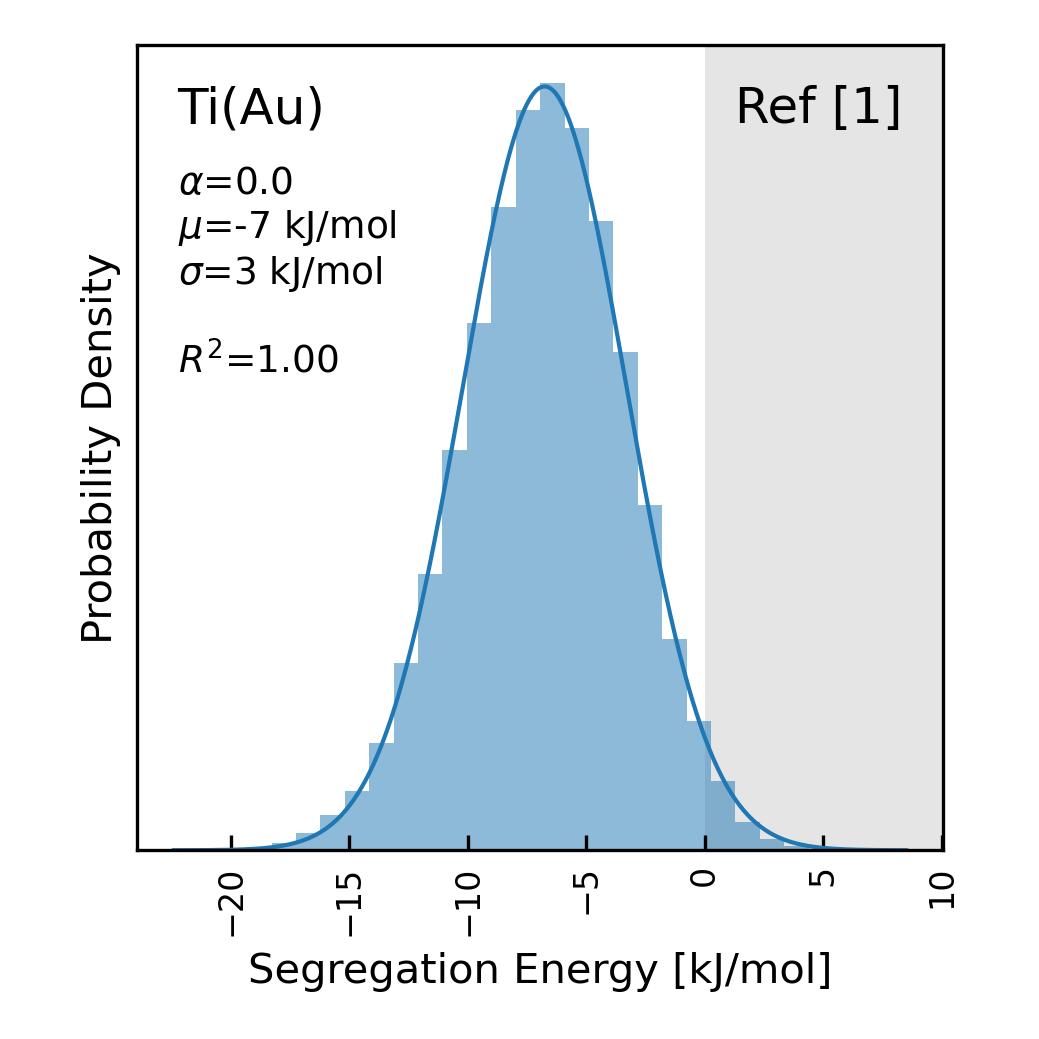 Ti(Au)
Ref [1]
α=0.0
μ=-7 kJ/mol
σ=3 kJ/mol
R²=1.00
Probability Density
−20
−15
−10
−5
0
5
10
Segregation Energy [kJ/mol]